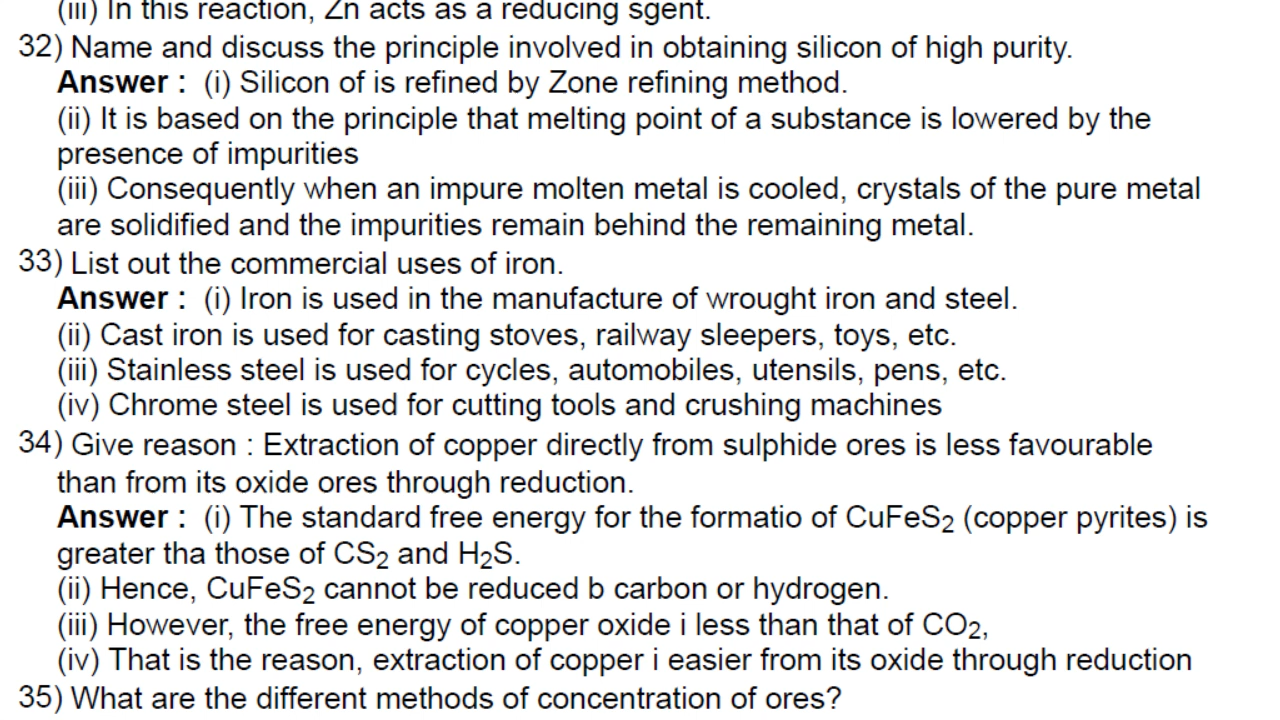 (iii) In this reaction, Zn acts as a reducing sgent.
32) Name and discuss the principle involved in obtaining silicon of high purity.
Answer : (i) Silicon of is refined by Zone refining method.
(ii) It is based on the principle that melting point of a substance is lowered by the
presence of impurities
(iii) Consequently when an impure molten metal is cooled, crystals of the pure metal
are solidified and the impurities remain behind the remaining metal.
33) List out the commercial uses of iron.
Answer : (i) Iron is used in the manufacture of wrought iron and steel.
(ii) Cast iron is used for casting stoves, railway sleepers, toys, etc.
(iii) Stainless steel is used for cycles, automobiles, utensils, pens, etc.
(iv) Chrome steel is used for cutting tools and crushing machines
34) Give reason : Extraction of copper directly from sulphide ores is less favourable
than from its oxide ores through reduction.
Answer : (i) The standard free energy for the formatio of CuFeS₂ (copper pyrites) is
greater tha those of CS₂ and H₂S.
(ii) Hence, CuFeS₂ cannot be reduced b carbon or hydrogen.
(iii) However, the free energy of copper oxide i less than that of CO₂,
(iv) That is the reason, extraction of copper i easier from its oxide through reduction
35) What are the different methods of concentration of ores?